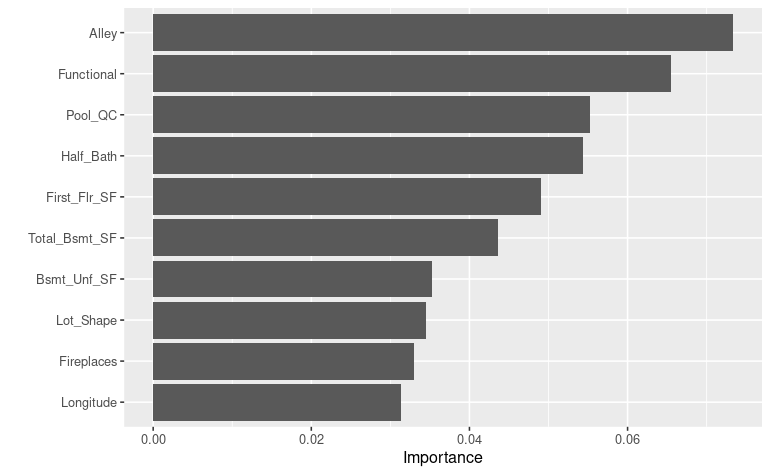 Alley
Functional
Pool_QC
Half_Bath
First_Flr_SF
Total_Bsmt_SF
Bsmt_Unf_SF
Lot_Shape
Fireplaces
Longitude
0.00 0.02 0.04 0.06
Importance